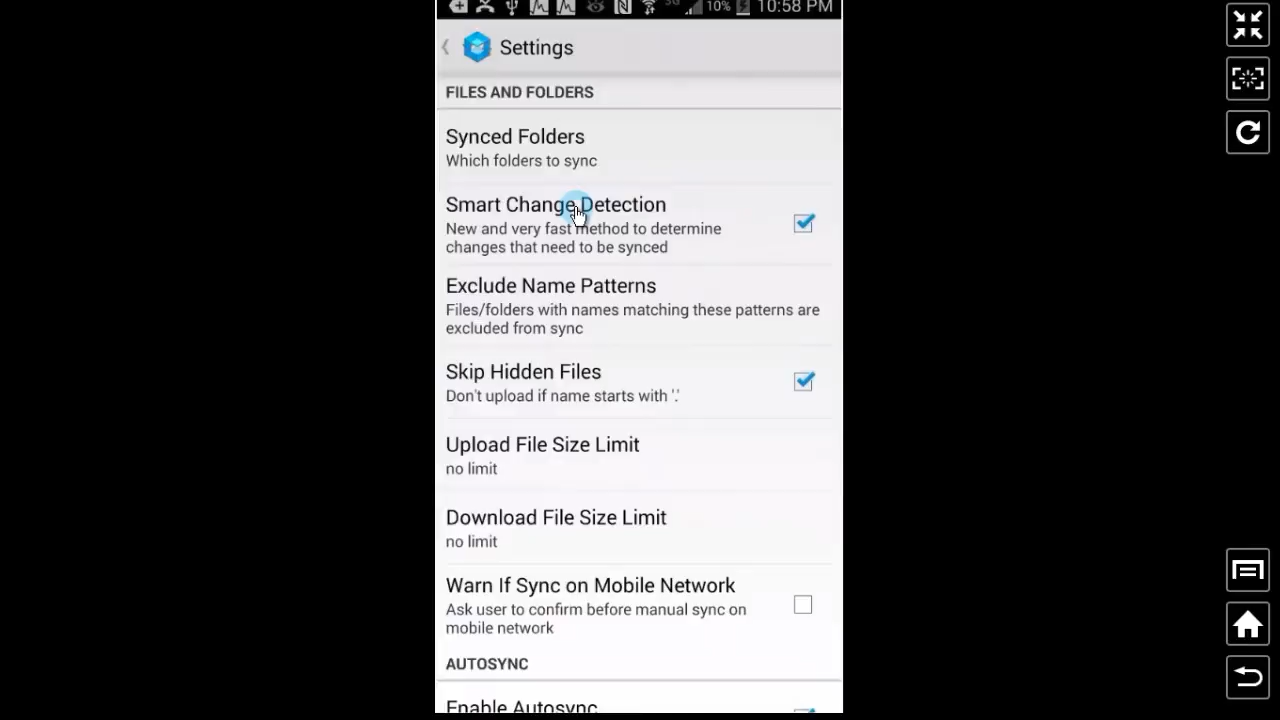 3G 10% 10:58 PM
Settings
FILES AND FOLDERS
Synced Folders
Which folders to sync
Smart Change Detection
New and very fast method to determine
changes that need to be synced
Exclude Name Patterns
Files/folders with names matching these patterns are
excluded from sync
Skip Hidden Files
Don't upload if name starts with '.'
Upload File Size Limit
no limit
Download File Size Limit
no limit
Warn If Sync on Mobile Network
Ask user to confirm before manual sync on
mobile network
AUTOSYNC
Enable Autosync